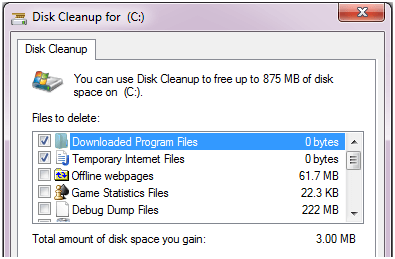 Disk Cleanup for (C:)
Disk Cleanup
You can use Disk Cleanup to free up to 875 MB of disk
space on (C:).
Files to delete:
Downloaded Program Files 0 bytes
Temporary Internet Files 0 bytes
Offline webpages 61.7 MB
Game Statistics Files 22.3 KB
Debug Dump Files 222 MB
Total amount of disk space you gain: 3.00 MB